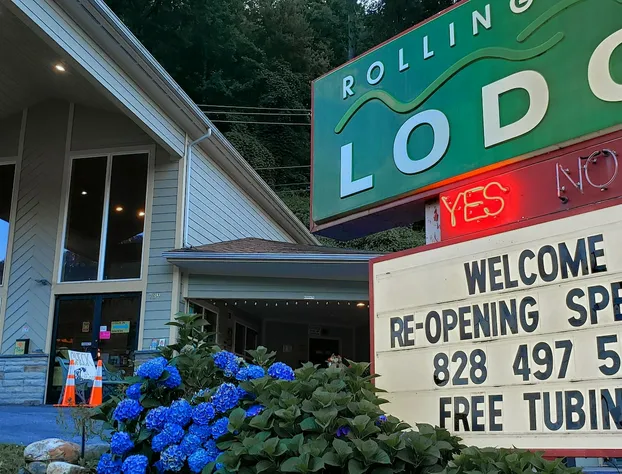 ROLLING
LODG
YES NO
WELCOME
RE-OPENING SPE
828 497 5
FREE TUBIN